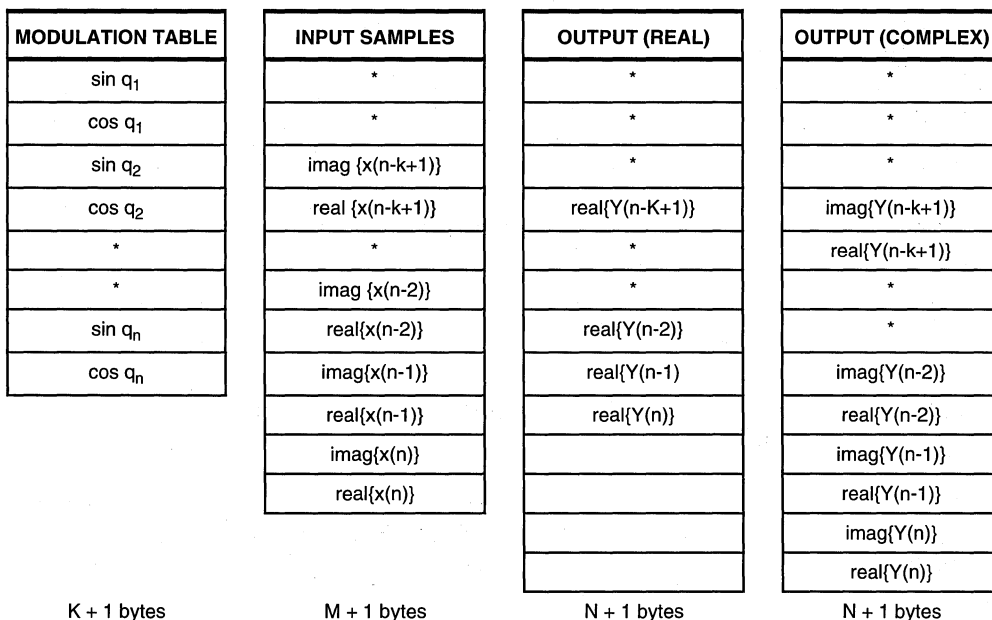 MODULATION TABLE
sin q1
cos q1
sin q2
cos q2
*
*
sin qn
cos qn
K + 1 bytes
INPUT SAMPLES
*
*
imag {x(n-k+1)}
real {x(n-k+1)}
*
imag {x(n-2)}
real{x(n-2)}
imag{x(n-1)}
real{x(n-1)}
imag{x(n)}
real{x(n)}
M + 1 bytes
OUTPUT (REAL)
*
*
*
real{Y(n-K+1)}
*
*
real{Y(n-2)}
real{Y(n-1)
real{Y(n)}
N + 1 bytes
OUTPUT (COMPLEX)
*
*
*
imag{Y(n-k+1)}
real{Y(n-k+1)}
*
*
imag{Y(n-2)}
real{Y(n-2)}
imag{Y(n-1)}
real{Y(n-1)}
imag{Y(n)}
real{Y(n)}
N + 1 bytes